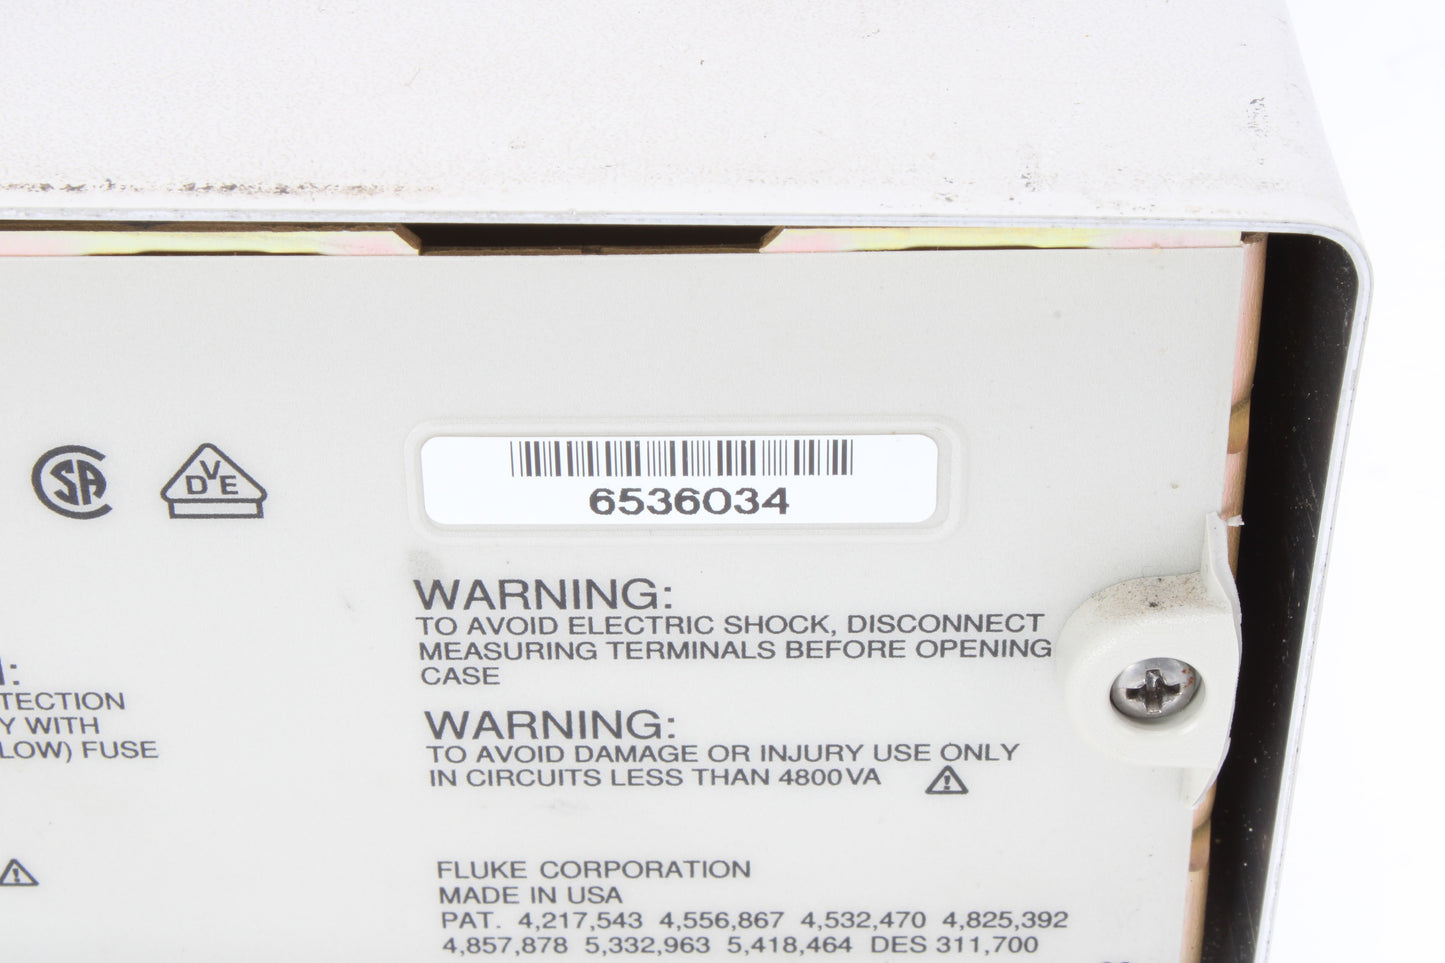 SA
DVE
6536034
WARNING:
TO AVOID ELECTRIC SHOCK, DISCONNECT
MEASURING TERMINALS BEFORE OPENING
CASE
:
TECTION
Y WITH
LOW) FUSE
WARNING:
TO AVOID DAMAGE OR INJURY USE ONLY
IN CIRCUITS LESS THAN 4800VA
FLUKE CORPORATION
MADE IN USA
PAT. 4,217,543 4,556,867 4,532,470 4,825,392
4,857,878 5,332,963 5,418,464 DES 311,700